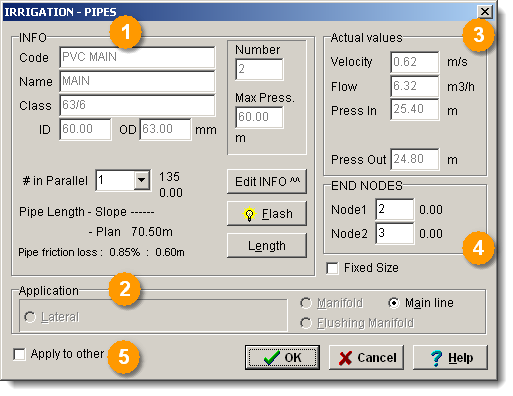 IRRIGATION - PIPES
INFO
1
Code PVC MAIN
Name MAIN
Class 63/6
ID 60.00 OD 63.00 mm
Number
2
Max Press.
60.00
m
# in Parallel 1 135
0.00
Pipe Length - Slope ------
- Plan 70.50m
Pipe friction loss : 0.85% : 0.60m
Edit INFO ^^
Flash
Length
Actual values
3
Velocity 0.62 m/s
Flow 6.32 m3/h
Press In 25.40 m
Press Out 24.80 m
END NODES
Node1 2 0.00
Node2 3 0.00
4
Fixed Size
Application
2
Lateral
Manifold Main line
Flushing Manifold
Apply to other
5
OK Cancel ? Help